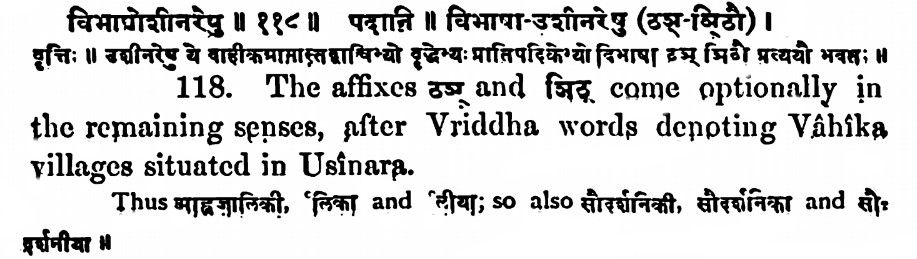 विभाषोशीनरेषु ॥ ११८ ॥ पदानि ॥ विभाषा-उशीनरेषु (ठञ्-ञिठौ) ।
वृत्तिः ॥ उशीनरेषु ये वाहीकग्रामास्तद्वाचिभ्यो वृद्धेभ्यः प्रातिपदिकेभ्यो विभाषा ठञ् ञिठौ प्रत्ययौ भवतः ॥
118. The affixes ठञ् and ञिठ् come optionally in
the remaining senses, after Vriddha words denoting Vâhîka
villages situated in Usînara.
Thus आह्वजालिकी, °लिका and °लीया; so also सौदर्शनिकी, सौदर्शनिका and सौ-
दर्शनीया ॥